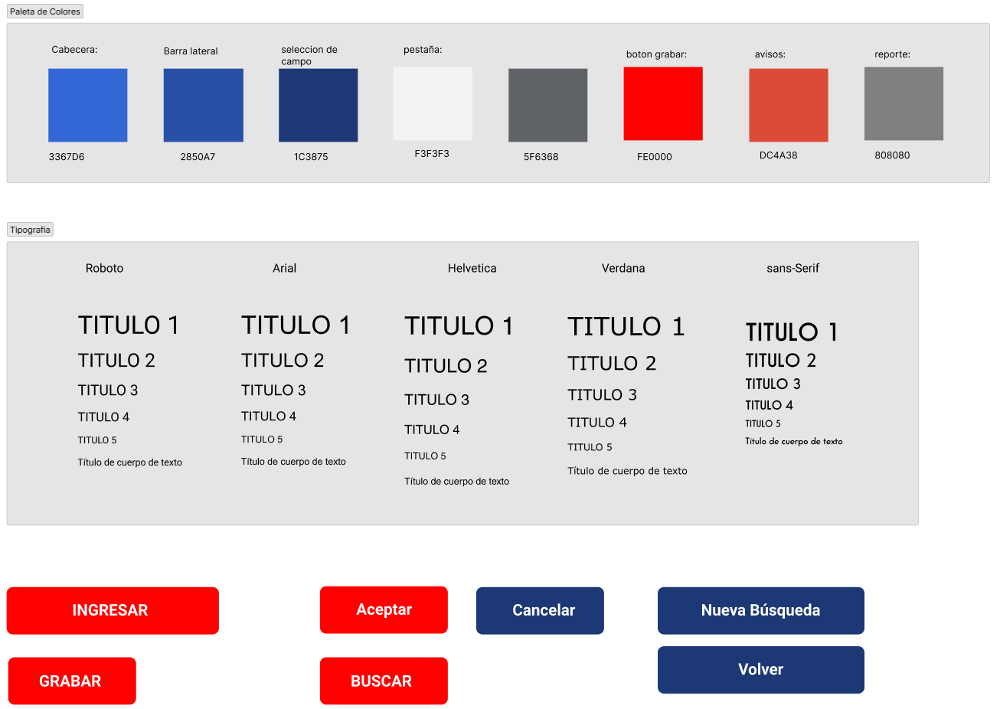 Paleta de Colores
Cabecera:
Barra lateral
seleccion de
campo
pestaña:
boton grabar:
avisos:
reporte:
3367D6
2850A7
1C3875
F3F3F3
5F6368
FE0000
DC4A38
808080
Tipografia
Roboto
Arial
Helvetica
Verdana
sans-Serif
TITULO 1
TITULO 2
TITULO 3
TITULO 4
TITULO 5
Título de cuerpo de texto
TITULO 1
TITULO 2
TITULO 3
TITULO 4
TITULO 5
Título de cuerpo de texto
TITULO 1
TITULO 2
TITULO 3
TITULO 4
TITULO 5
Título de cuerpo de texto
TITULO 1
TITULO 2
TITULO 3
TITULO 4
TITULO 5
Título de cuerpo de texto
TITULO 1
TITULO 2
TITULO 3
TITULO 4
TITULO 5
Título de cuerpo de texto
INGRESAR
Aceptar
Cancelar
Nueva Búsqueda
GRABAR
BUSCAR
Volver